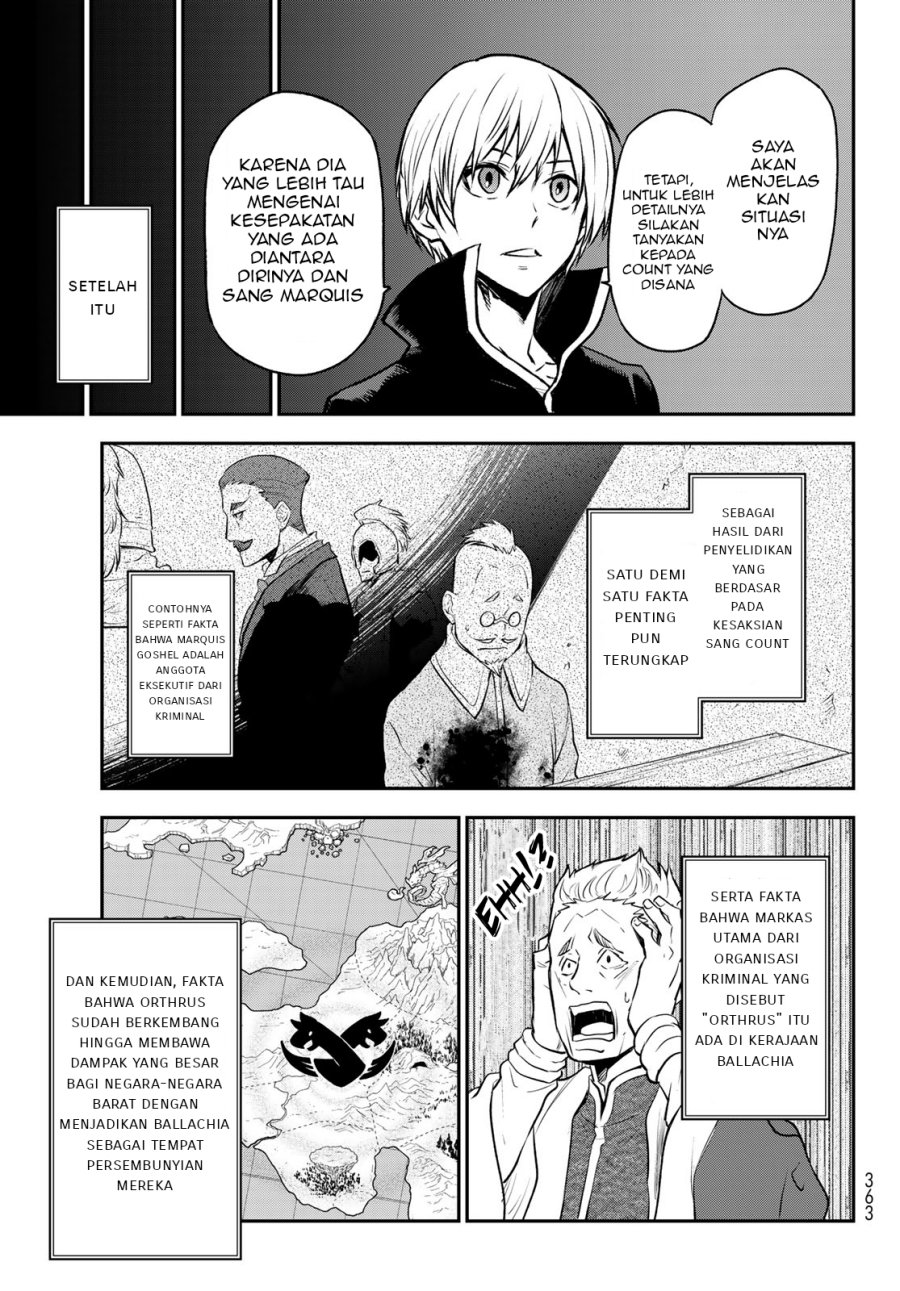 SAYA
AKAN
MENJELAS
KAN
SITUASI
NYA
TETAPI,
UNTUK LEBIH
DETAILNYA
SILAKAN
TANYAKAN
KEPADA
COUNT YANG
DISANA
KARENA DIA
YANG LEBIH TAU
MENGENAI
KESEPAKATAN
YANG ADA
DIANTARA
DIRINYA DAN
SANG MARQUIS
SETELAH
ITU
SEBAGAI
HASIL DARI
PENYELIDIKAN
YANG
BERDASAR
PADA
KESAKSIAN
SANG COUNT
SATU DEMI
SATU FAKTA
PENTING
PUN
TERUNGKAP
CONTOHNYA
SEPERTI FAKTA
BAHWA MARQUIS
GOSHEL ADALAH
ANGGOTA
EKSEKUTIF DARI
ORGANISASI
KRIMINAL
SERTA FAKTA
BAHWA MARKAS
UTAMA DARI
ORGANISASI
KRIMINAL YANG
DISEBUT
"ORTHRUS" ITU
ADA DI KERAJAAN
BALLACHIA
EHH!?
DAN KEMUDIAN, FAKTA
BAHWA ORTHRUS
SUDAH BERKEMBANG
HINGGA MEMBAWA
DAMPAK YANG BESAR
BAGI NEGARA-NEGARA
BARAT DENGAN
MENJADIKAN BALLACHIA
SEBAGAI TEMPAT
PERSEMBUNYIAN
MEREKA
363